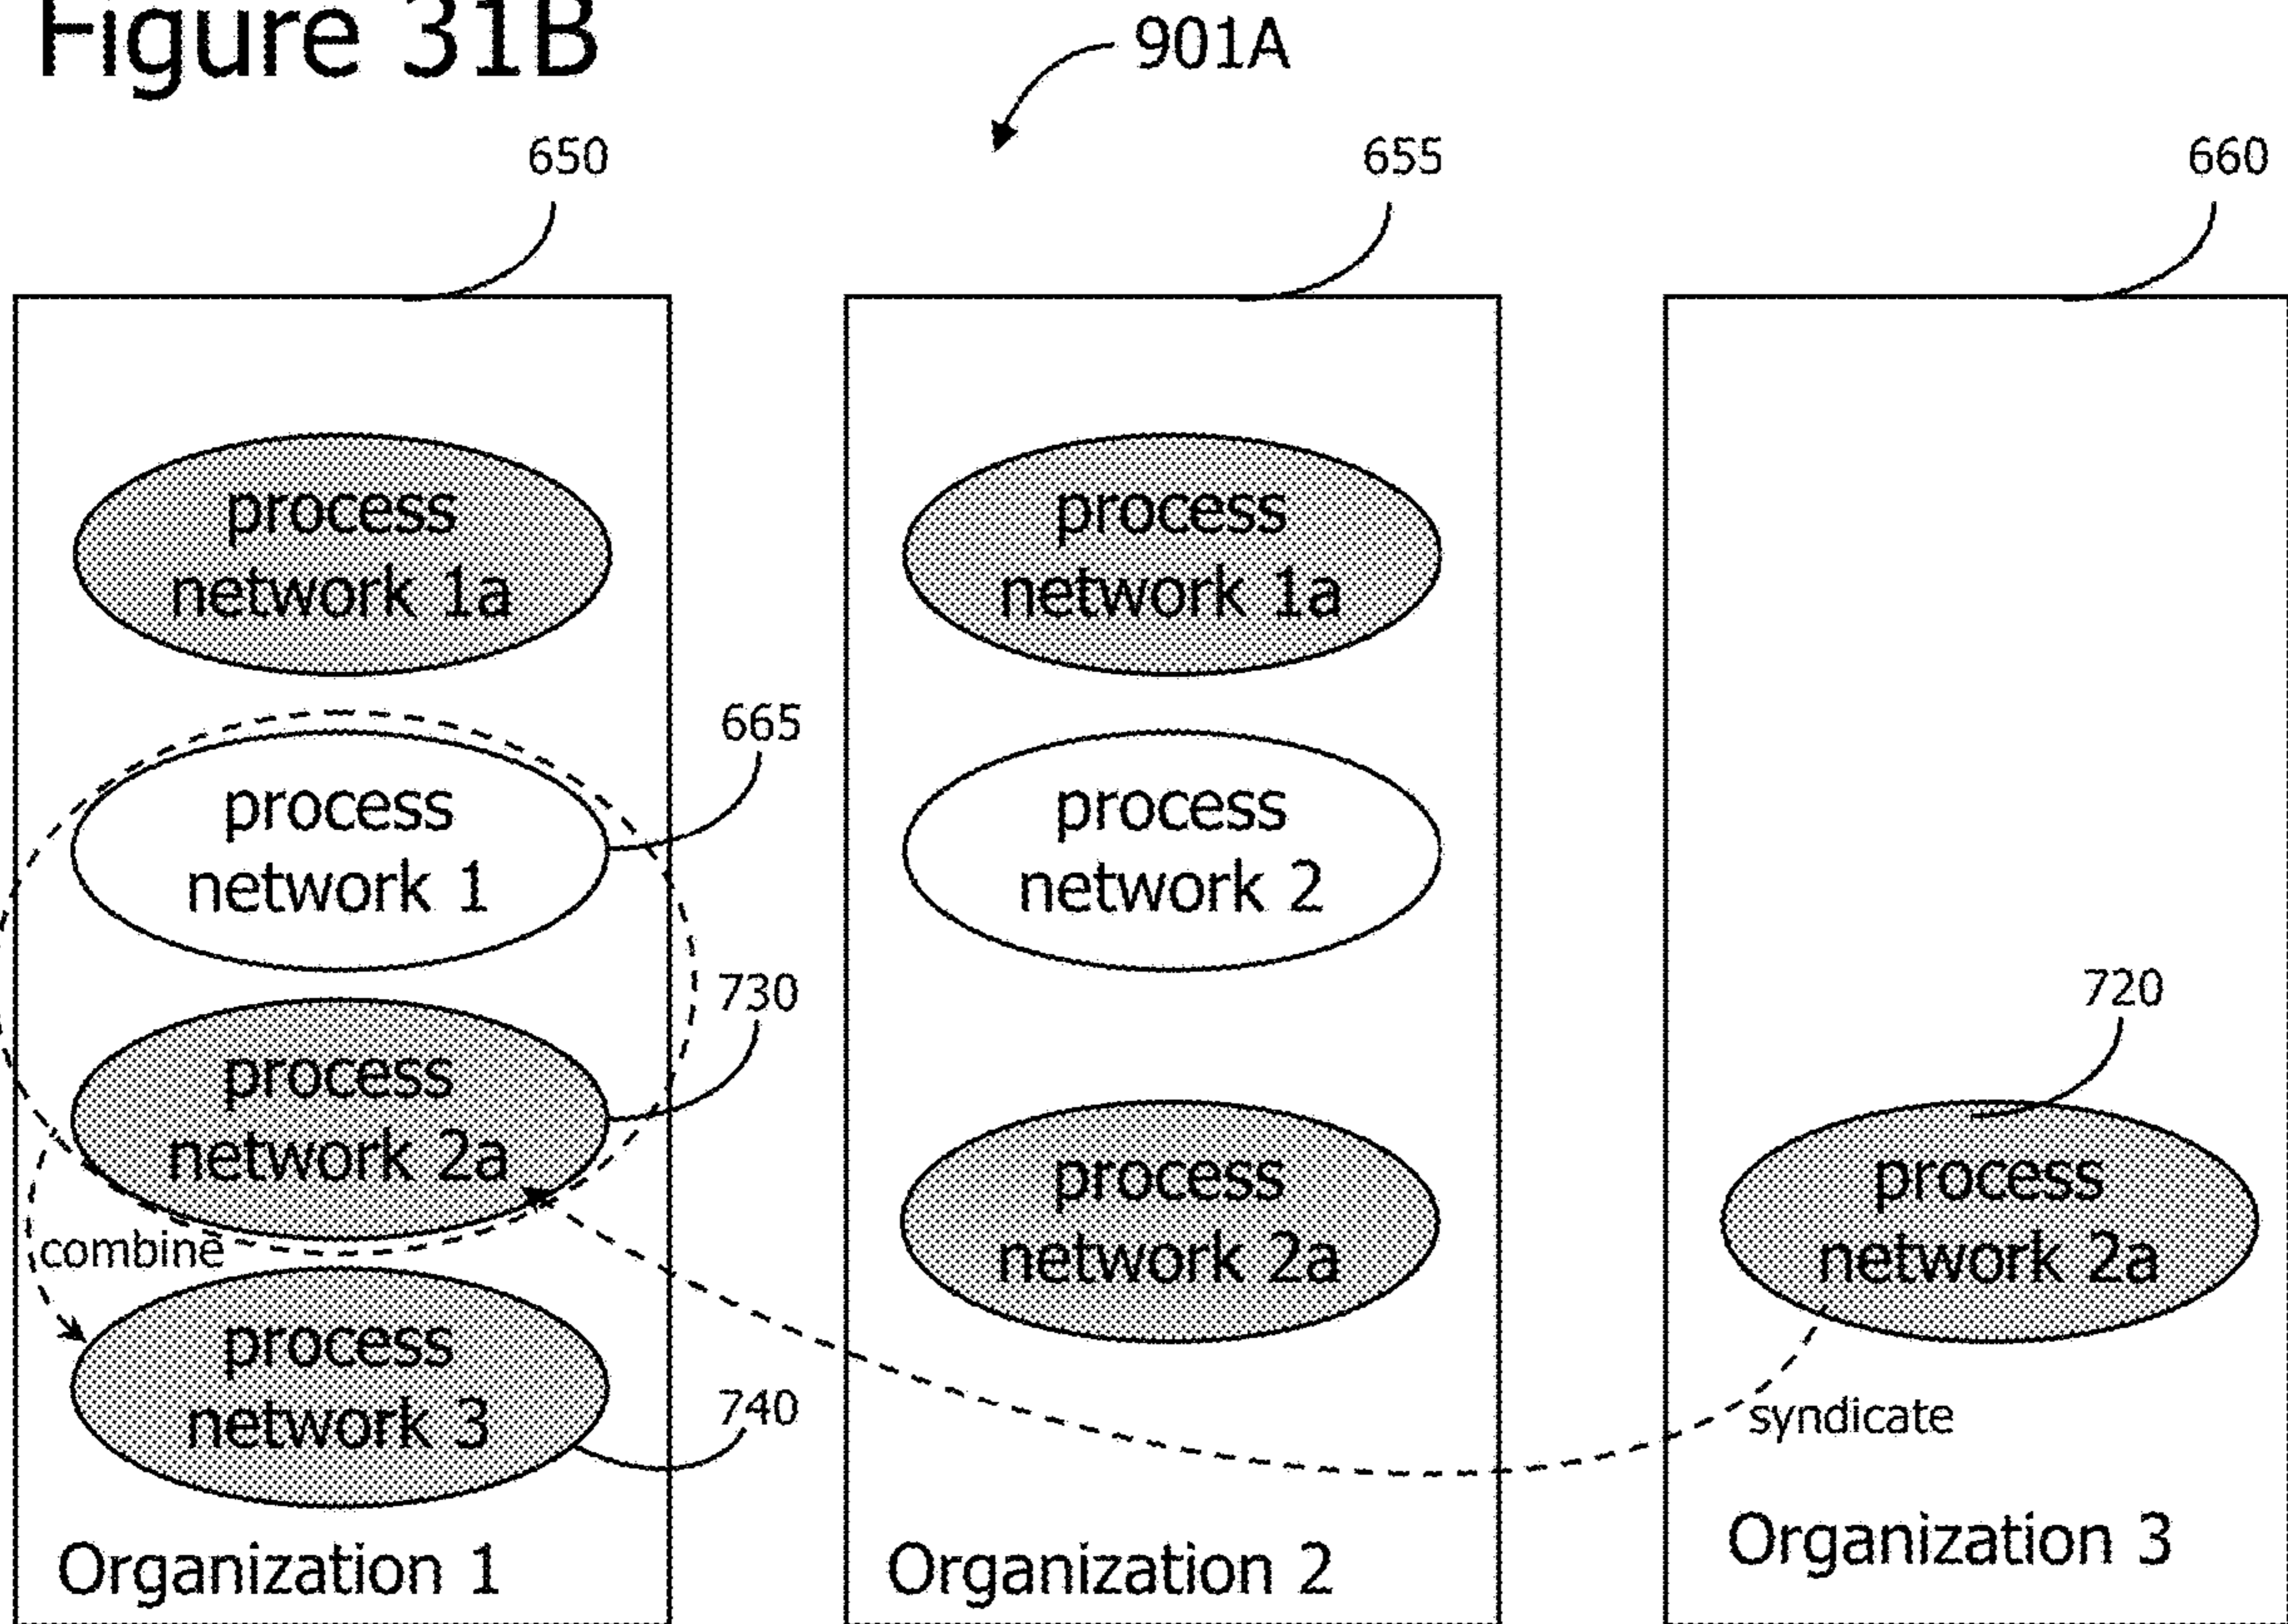 Figure 31B
901A
650
655
660
process
network 1a
process
network 1
665
process
network 2a
730
combine
process
network 3
740
Organization 1
process
network 1a
process
network 2
process
network 2a
Organization 2
720
process
network 2a
syndicate
Organization 3